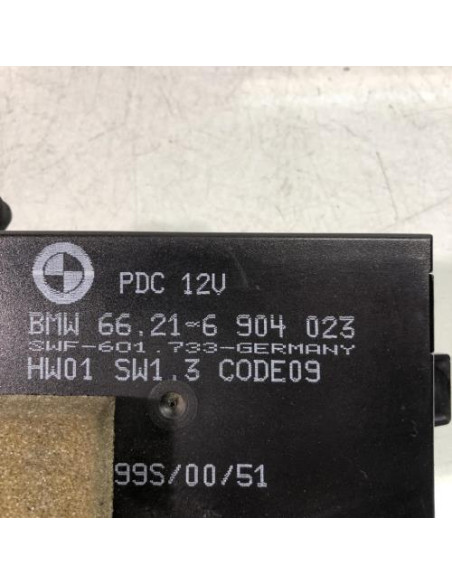 PDC 12V
BMW 66.21-6 904 023
SWF-601.733-GERMANY
HW01 SW1.3 CODE09
99S/00/51